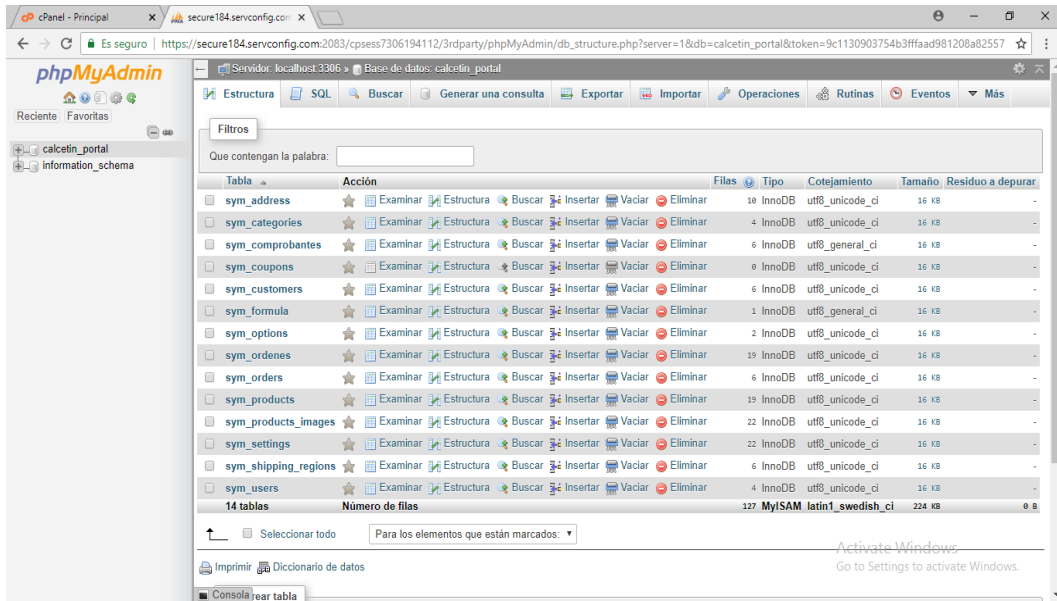 cPanel - Principal
secure184.servconfig.com
Es seguro
https://secure184.servconfig.com:2083/cpsess7306194112/3rdparty/phpMyAdmin/db_structure.php?server=1&db=calcetin_portal&token=9c1130903754b3fffaad981208a82557
phpMyAdmin
Reciente Favoritas
calcetin_portal
information_schema
Servidor: localhost:3306 » Base de datos: calcetin_portal
Estructura SQL Buscar Generar una consulta Exportar Importar Operaciones Rutinas Eventos Más
Filtros
Que contengan la palabra:
Tabla Acción Filas Tipo Cotejamiento Tamaño Residuo a depurar
sym_address Examinar Estructura Buscar Insertar Vaciar Eliminar 10 InnoDB utf8_unicode_ci 16 KB -
sym_categories Examinar Estructura Buscar Insertar Vaciar Eliminar 4 InnoDB utf8_unicode_ci 16 KB -
sym_comprobantes Examinar Estructura Buscar Insertar Vaciar Eliminar 6 InnoDB utf8_general_ci 16 KB -
sym_coupons Examinar Estructura Buscar Insertar Vaciar Eliminar 0 InnoDB utf8_unicode_ci 16 KB -
sym_customers Examinar Estructura Buscar Insertar Vaciar Eliminar 6 InnoDB utf8_unicode_ci 16 KB -
sym_formula Examinar Estructura Buscar Insertar Vaciar Eliminar 1 InnoDB utf8_general_ci 16 KB -
sym_options Examinar Estructura Buscar Insertar Vaciar Eliminar 2 InnoDB utf8_unicode_ci 16 KB -
sym_ordenes Examinar Estructura Buscar Insertar Vaciar Eliminar 19 InnoDB utf8_unicode_ci 16 KB -
sym_orders Examinar Estructura Buscar Insertar Vaciar Eliminar 6 InnoDB utf8_unicode_ci 16 KB -
sym_products Examinar Estructura Buscar Insertar Vaciar Eliminar 19 InnoDB utf8_unicode_ci 16 KB -
sym_products_images Examinar Estructura Buscar Insertar Vaciar Eliminar 22 InnoDB utf8_unicode_ci 16 KB -
sym_settings Examinar Estructura Buscar Insertar Vaciar Eliminar 22 InnoDB utf8_unicode_ci 16 KB -
sym_shipping_regions Examinar Estructura Buscar Insertar Vaciar Eliminar 6 InnoDB utf8_unicode_ci 16 KB -
sym_users Examinar Estructura Buscar Insertar Vaciar Eliminar 4 InnoDB utf8_unicode_ci 16 KB -
14 tablas Número de filas 127 MyISAM latin1_swedish_ci 224 KB 0 B
Seleccionar todo Para los elementos que están marcados:
Activate Windows
Go to Settings to activate Windows.
Imprimir Diccionario de datos
Consola rear tabla